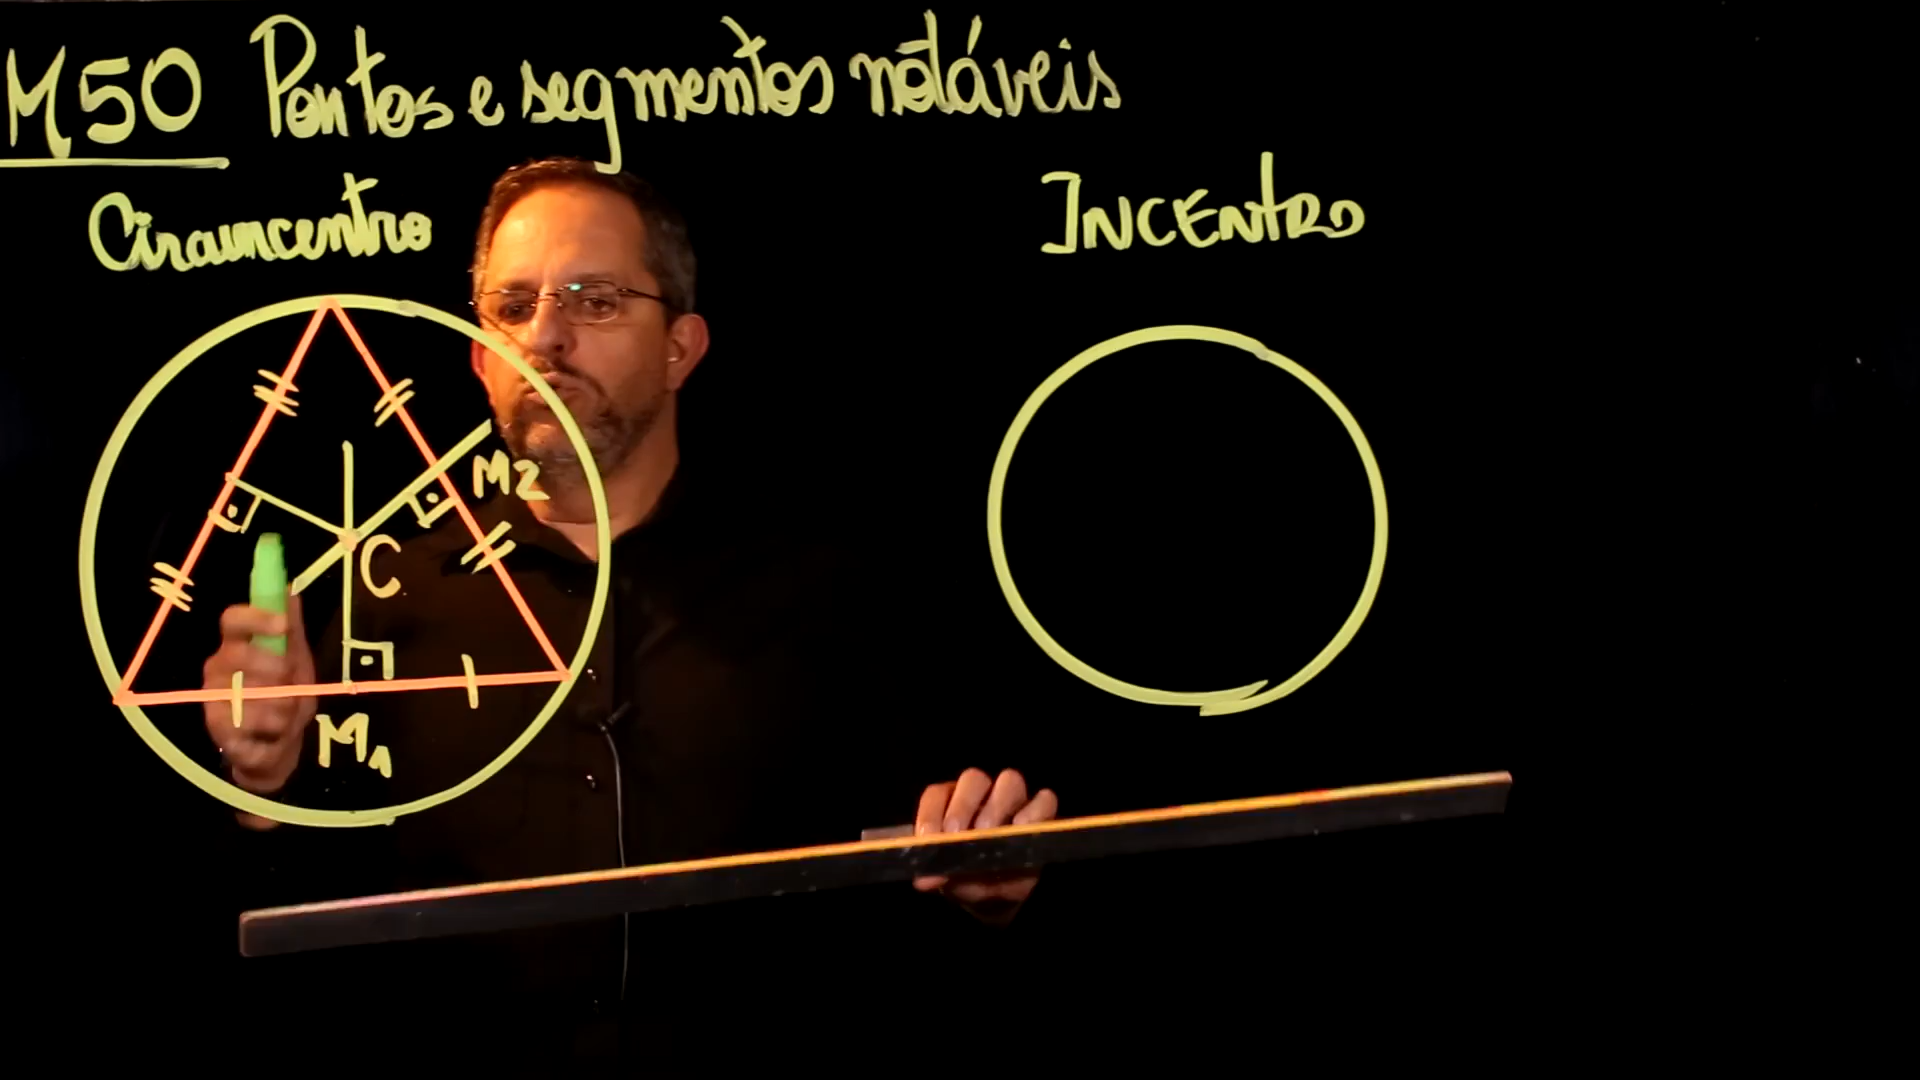 M50 Pontos e segmentos notáveis
Circuncentro
INCENTRO
M2
C
M1